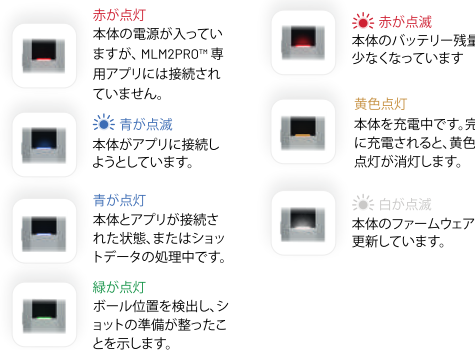 赤が点灯
本体の電源が入ってい
ますが、MLM2PRO™ 専
用アプリには接続され
ていません。
青が点滅
本体がアプリに接続し
ようとしています。
青が点灯
本体とアプリが接続さ
れた状態、またはショッ
トデータの処理中です。
緑が点灯
ボール位置を検出し、シ
ョットの準備が整ったこ
とを示します。
赤が点滅
本体のバッテリー残量
少なくなっています
黄色点灯
本体を充電中です。完
に充電されると、黄色
点灯が消灯します。
白が点滅
本体のファームウェア
更新しています。